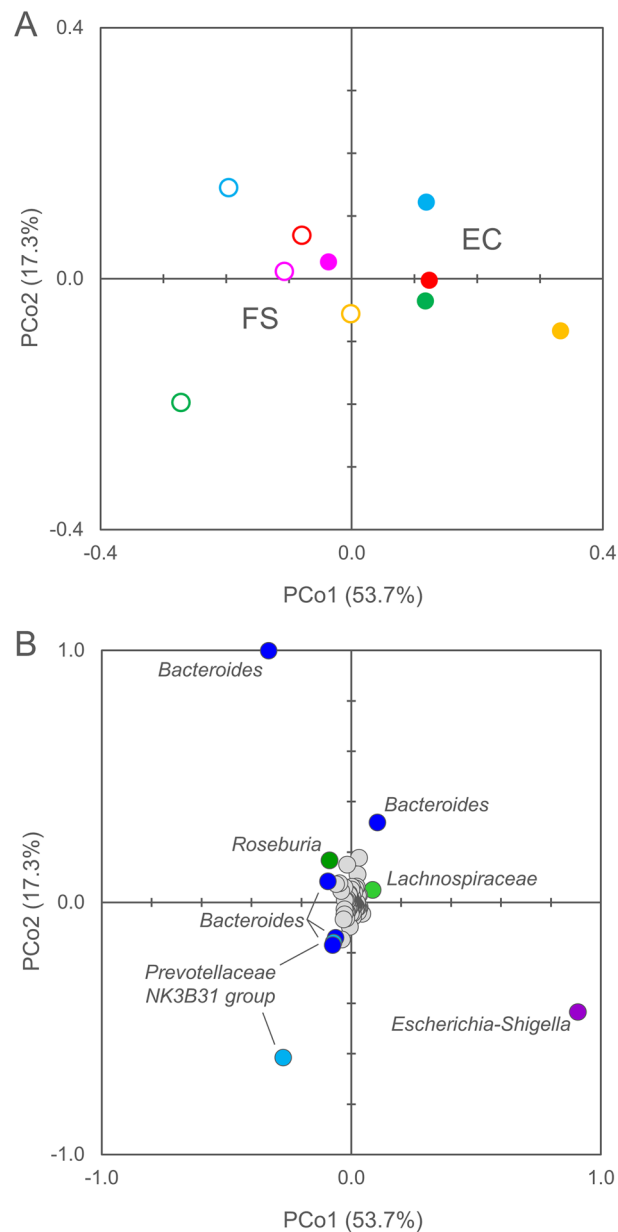 A
0.4
EC
PCo2 (17.3%)
0.0
FS
-0.4
-0.4
0.0
0.4
PCo1 (53.7%)
B
1.0
Bacteroides
Bacteroides
Roseburia
Lachnospiraceae
PCo2 (17.3%)
0.0
Bacteroides
Prevotellaceae
NK3B31 group
Escherichia-Shigella
-1.0
-1.0
0.0
1.0
PCo1 (53.7%)